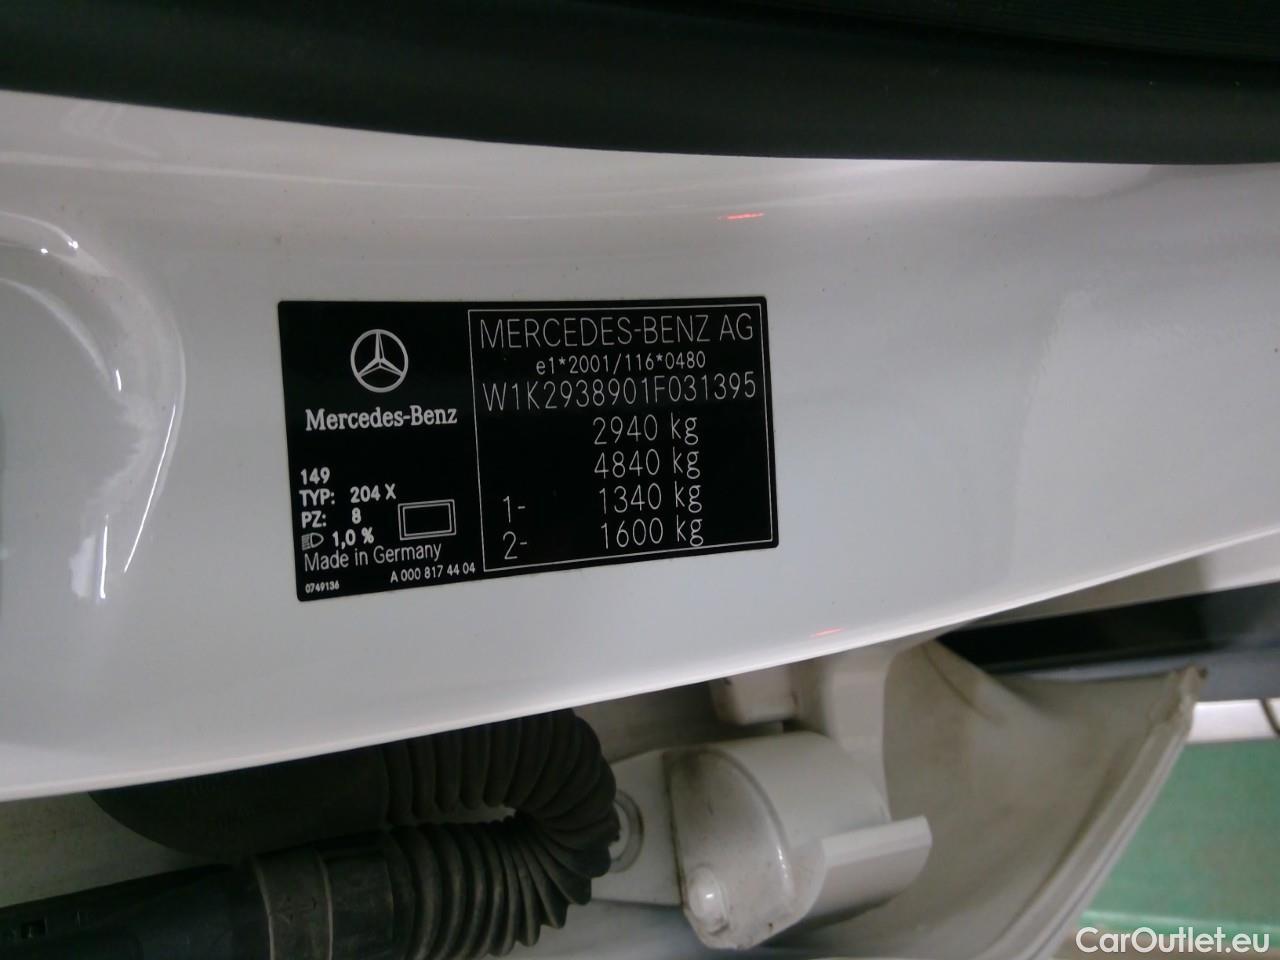 Mercedes-Benz
149
TYP: 204 X
PZ: 8
1,0 %
Made in Germany
0749136 A 000 817 44 04
MERCEDES-BENZ AG
e1*2001/116*0480
W1K2938901F031395
2940 kg
4840 kg
1- 1340 kg
2- 1600 kg
CarOutlet.eu